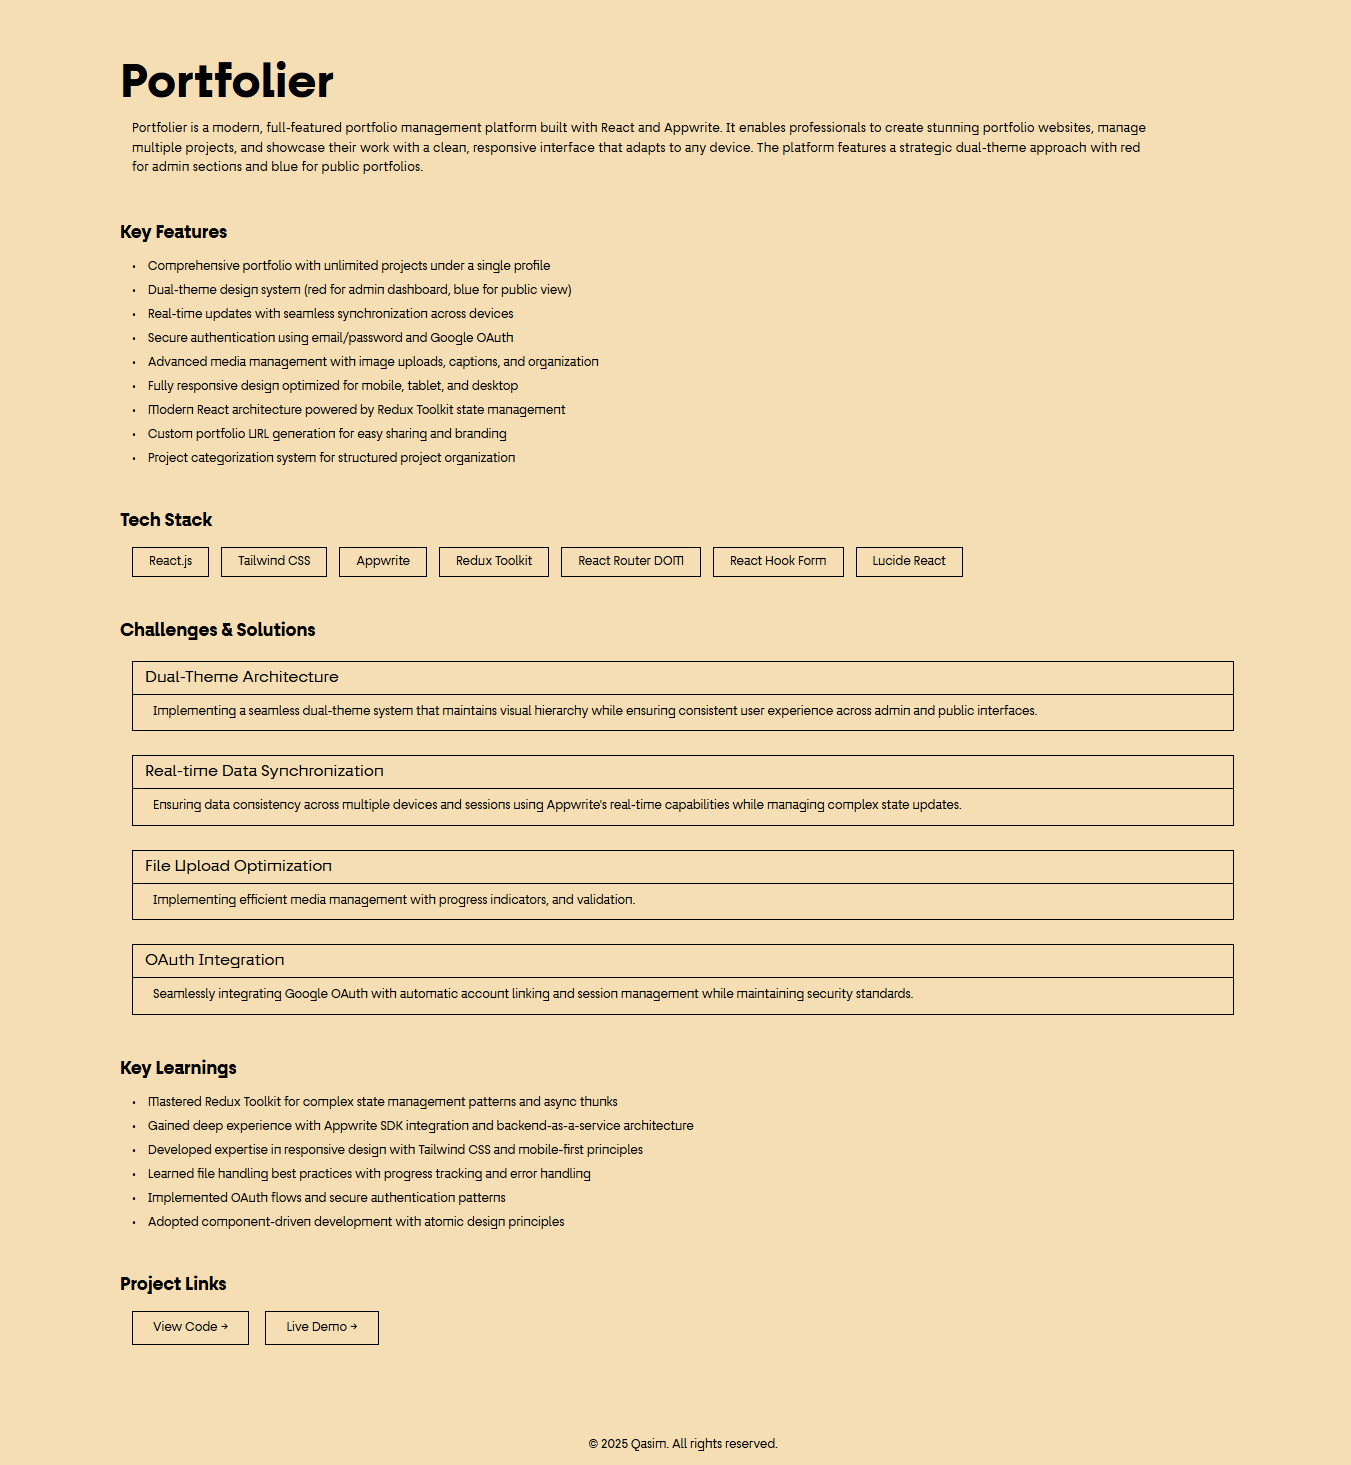 Portfolier
Portfolier is a modern, full-featured portfolio management platform built with React and Appwrite. It enables professionals to create stunning portfolio websites, manage
multiple projects, and showcase their work with a clean, responsive interface that adapts to any device. The platform features a strategic dual-theme approach with red
for admin sections and blue for public portfolios.
Key Features
• Comprehensive portfolio with unlimited projects under a single profile
• Dual-theme design system (red for admin dashboard, blue for public view)
• Real-time updates with seamless synchronization across devices
• Secure authentication using email/password and Google OAuth
• Advanced media management with image uploads, captions, and organization
• Fully responsive design optimized for mobile, tablet, and desktop
• Modern React architecture powered by Redux Toolkit state management
• Custom portfolio URL generation for easy sharing and branding
• Project categorization system for structured project organization
Tech Stack
React.js Tailwind CSS Appwrite Redux Toolkit React Router DOM React Hook Form Lucide React
Challenges & Solutions
Dual-Theme Architecture
Implementing a seamless dual-theme system that maintains visual hierarchy while ensuring consistent user experience across admin and public interfaces.
Real-time Data Synchronization
Ensuring data consistency across multiple devices and sessions using Appwrite's real-time capabilities while managing complex state updates.
File Upload Optimization
Implementing efficient media management with progress indicators, and validation.
OAuth Integration
Seamlessly integrating Google OAuth with automatic account linking and session management while maintaining security standards.
Key Learnings
• Mastered Redux Toolkit for complex state management patterns and async thunks
• Gained deep experience with Appwrite SDK integration and backend-as-a-service architecture
• Developed expertise in responsive design with Tailwind CSS and mobile-first principles
• Learned file handling best practices with progress tracking and error handling
• Implemented OAuth flows and secure authentication patterns
• Adopted component-driven development with atomic design principles
Project Links
View Code → Live Demo →
© 2025 Qasim. All rights reserved.